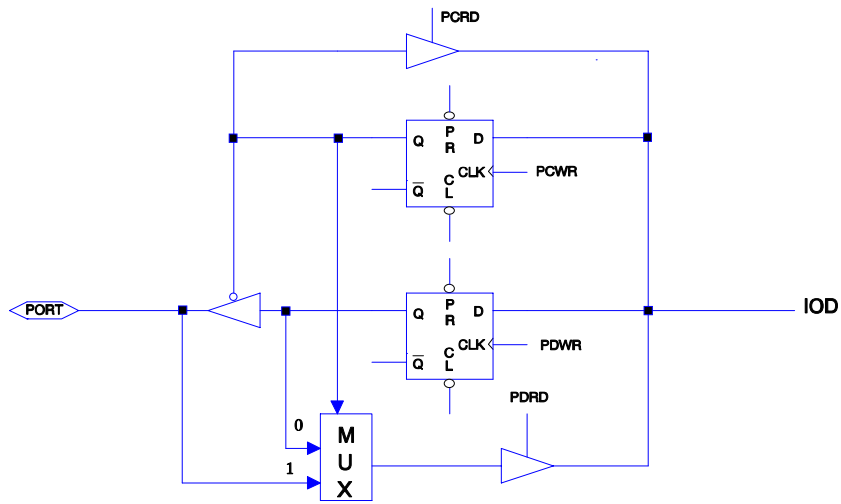 PCRD
Q P R D
CLK PCWR
Q̅ C L
PORT
Q P R D
IOD
CLK PDWR
Q̅ C L
PDRD
0
1
M
U
X